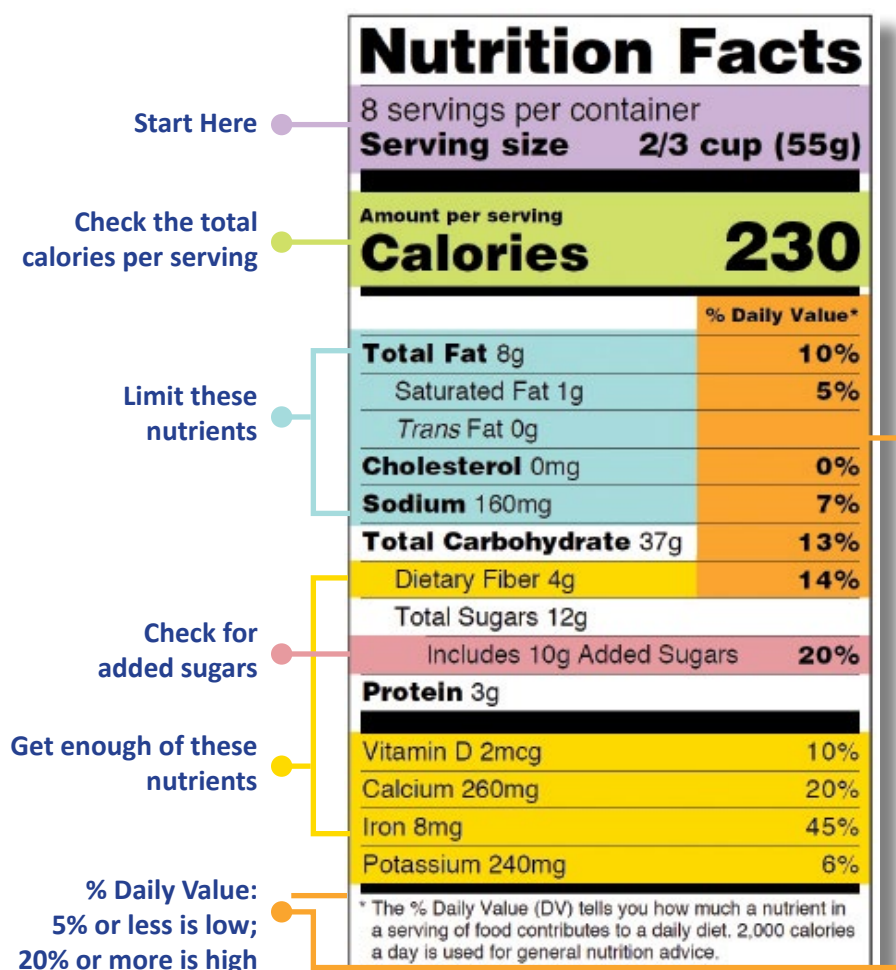 Nutrition Facts
Start Here
8 servings per container
Serving size 2/3 cup (55g)
Check the total
calories per serving
Amount per serving
Calories 230
% Daily Value*
Limit these
nutrients
Total Fat 8g 10%
Saturated Fat 1g 5%
Trans Fat 0g
Cholesterol 0mg 0%
Sodium 160mg 7%
Total Carbohydrate 37g 13%
Dietary Fiber 4g 14%
Total Sugars 12g
Check for
added sugars
Includes 10g Added Sugars 20%
Protein 3g
Get enough of these
nutrients
Vitamin D 2mcg 10%
Calcium 260mg 20%
Iron 8mg 45%
Potassium 240mg 6%
% Daily Value:
5% or less is low;
20% or more is high
* The % Daily Value (DV) tells you how much a nutrient in
a serving of food contributes to a daily diet. 2,000 calories
a day is used for general nutrition advice.